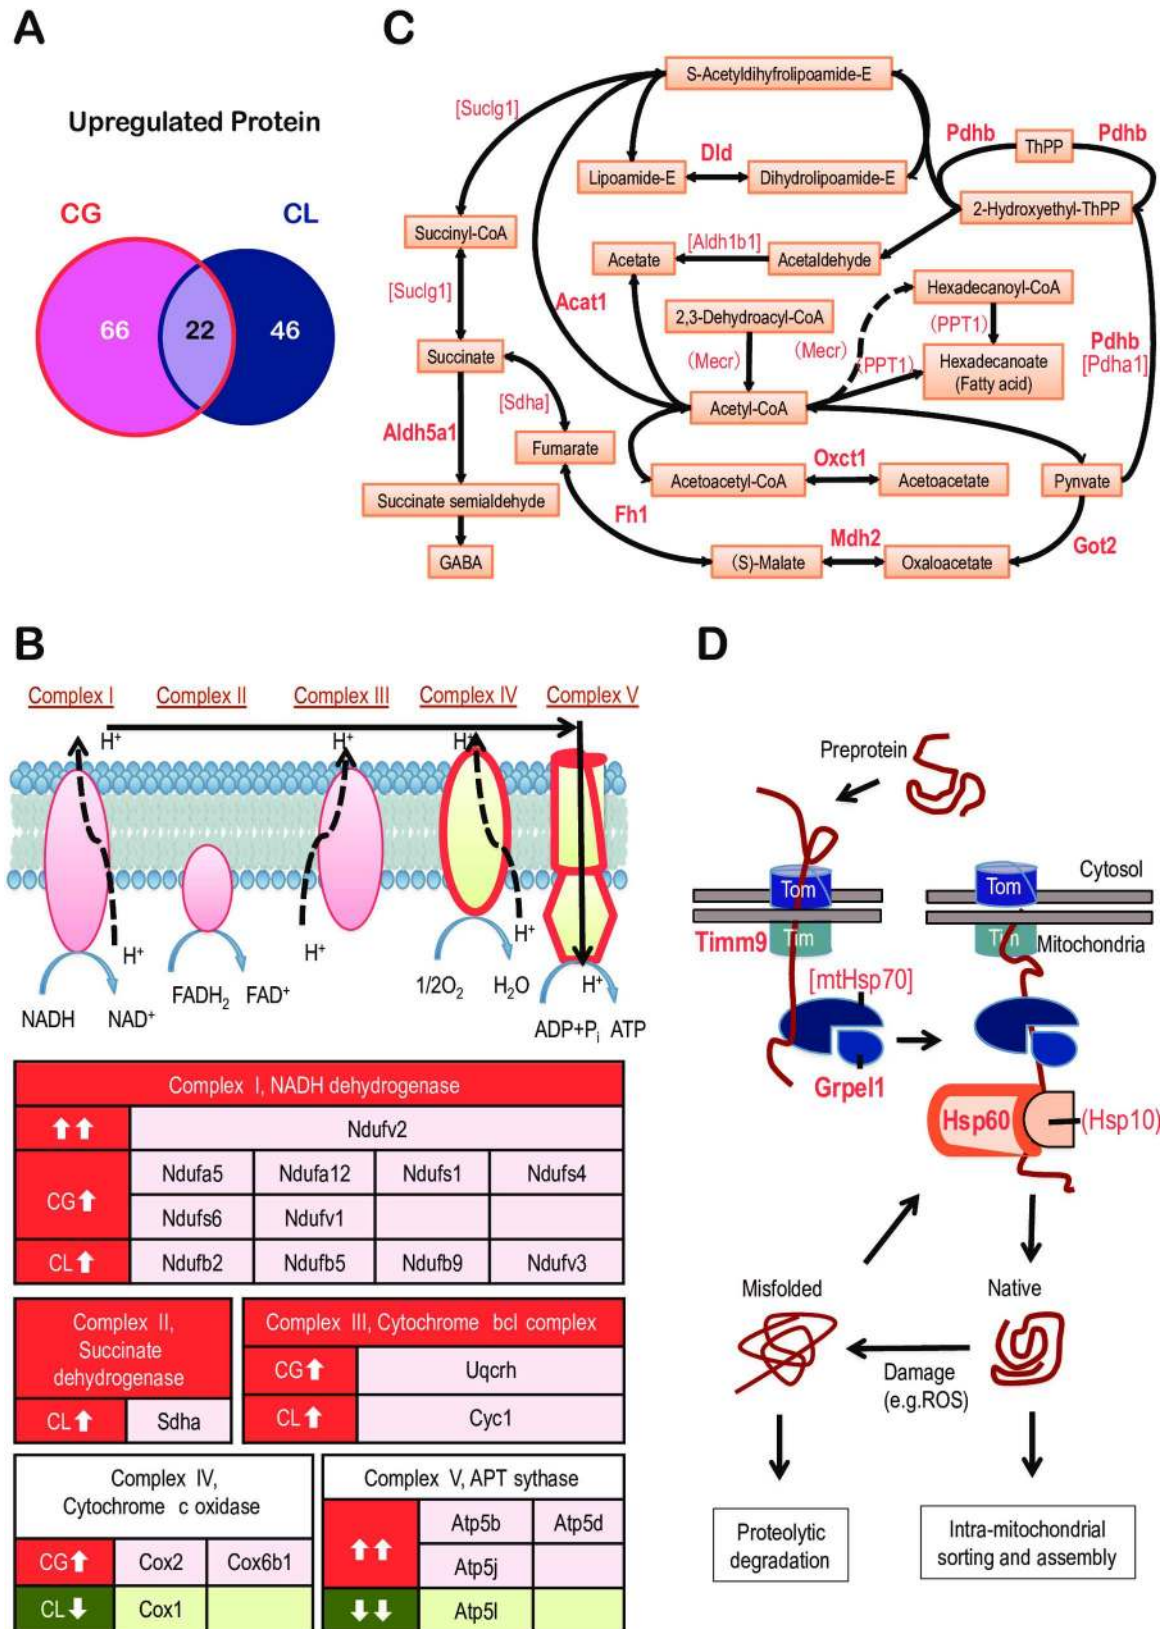 A
Upregulated Protein
CG
CL
66
22
46
C
S-Acetyldihyfrolipoamide-E
[Suclg1]
Pdhb
ThPP
Pdhb
Dld
Lipoamide-E
Dihydrolipoamide-E
2-Hydroxyethyl-ThPP
Succinyl-CoA
[Aldh1b1]
Acetate
Acetaldehyde
[Suclg1]
Hexadecanoyl-CoA
Acat1
2,3-Dehydroacyl-CoA
(PPT1)
Succinate
(Mecr)
(Mecr)
(PPT1)
Hexadecanoate
(Fatty acid)
Pdhb
[Pdha1]
[Sdha]
Acetyl-CoA
Aldh5a1
Fumarate
Oxct1
Acetoacetyl-CoA
Acetoacetate
Pynvate
Succinate semialdehyde
Fh1
Mdh2
Got2
GABA
(S)-Malate
Oxaloacetate
B
Complex I
Complex II
Complex III
Complex IV
Complex V
H+
H+
H+
H+
H+
H+
H+
NADH
NAD+
FADH2
FAD+
1/2O2
H2O
ADP+Pi
ATP
Complex I, NADH dehydrogenase
⬆⬆
Ndufv2
CG⬆
Ndufa5
Ndufa12
Ndufs1
Ndufs4
Ndufs6
Ndufv1
CL⬆
Ndufb2
Ndufb5
Ndufb9
Ndufv3
Complex II,
Succinate
dehydrogenase
CL⬆
Sdha
Complex III, Cytochrome bcl complex
CG⬆
Uqcrh
CL⬆
Cyc1
Complex IV,
Cytochrome c oxidase
CG⬆
Cox2
Cox6b1
CL⬇
Cox1
Complex V, APT sythase
⬆⬆
Atp5b
Atp5d
Atp5j
⬇⬇
Atp5l
D
Preprotein
Tom
Tom
Cytosol
Timm9
Tim
Tim
Mitochondria
[mtHsp70]
Grpel1
Hsp60
(Hsp10)
Misfolded
Native
Damage
(e.g.ROS)
Proteolytic
degradation
Intra-mitochondrial
sorting and assembly